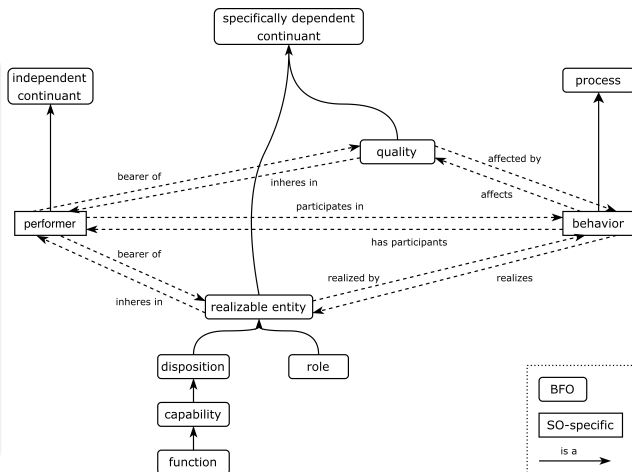 specifically dependent
continuant
independent
continuant
process
quality
bearer of
inheres in
affected by
affects
participates in
performer
behavior
has participants
bearer of
inheres in
realized by
realizes
realizable entity
disposition
role
capability
function
BFO
SO-specific
is a